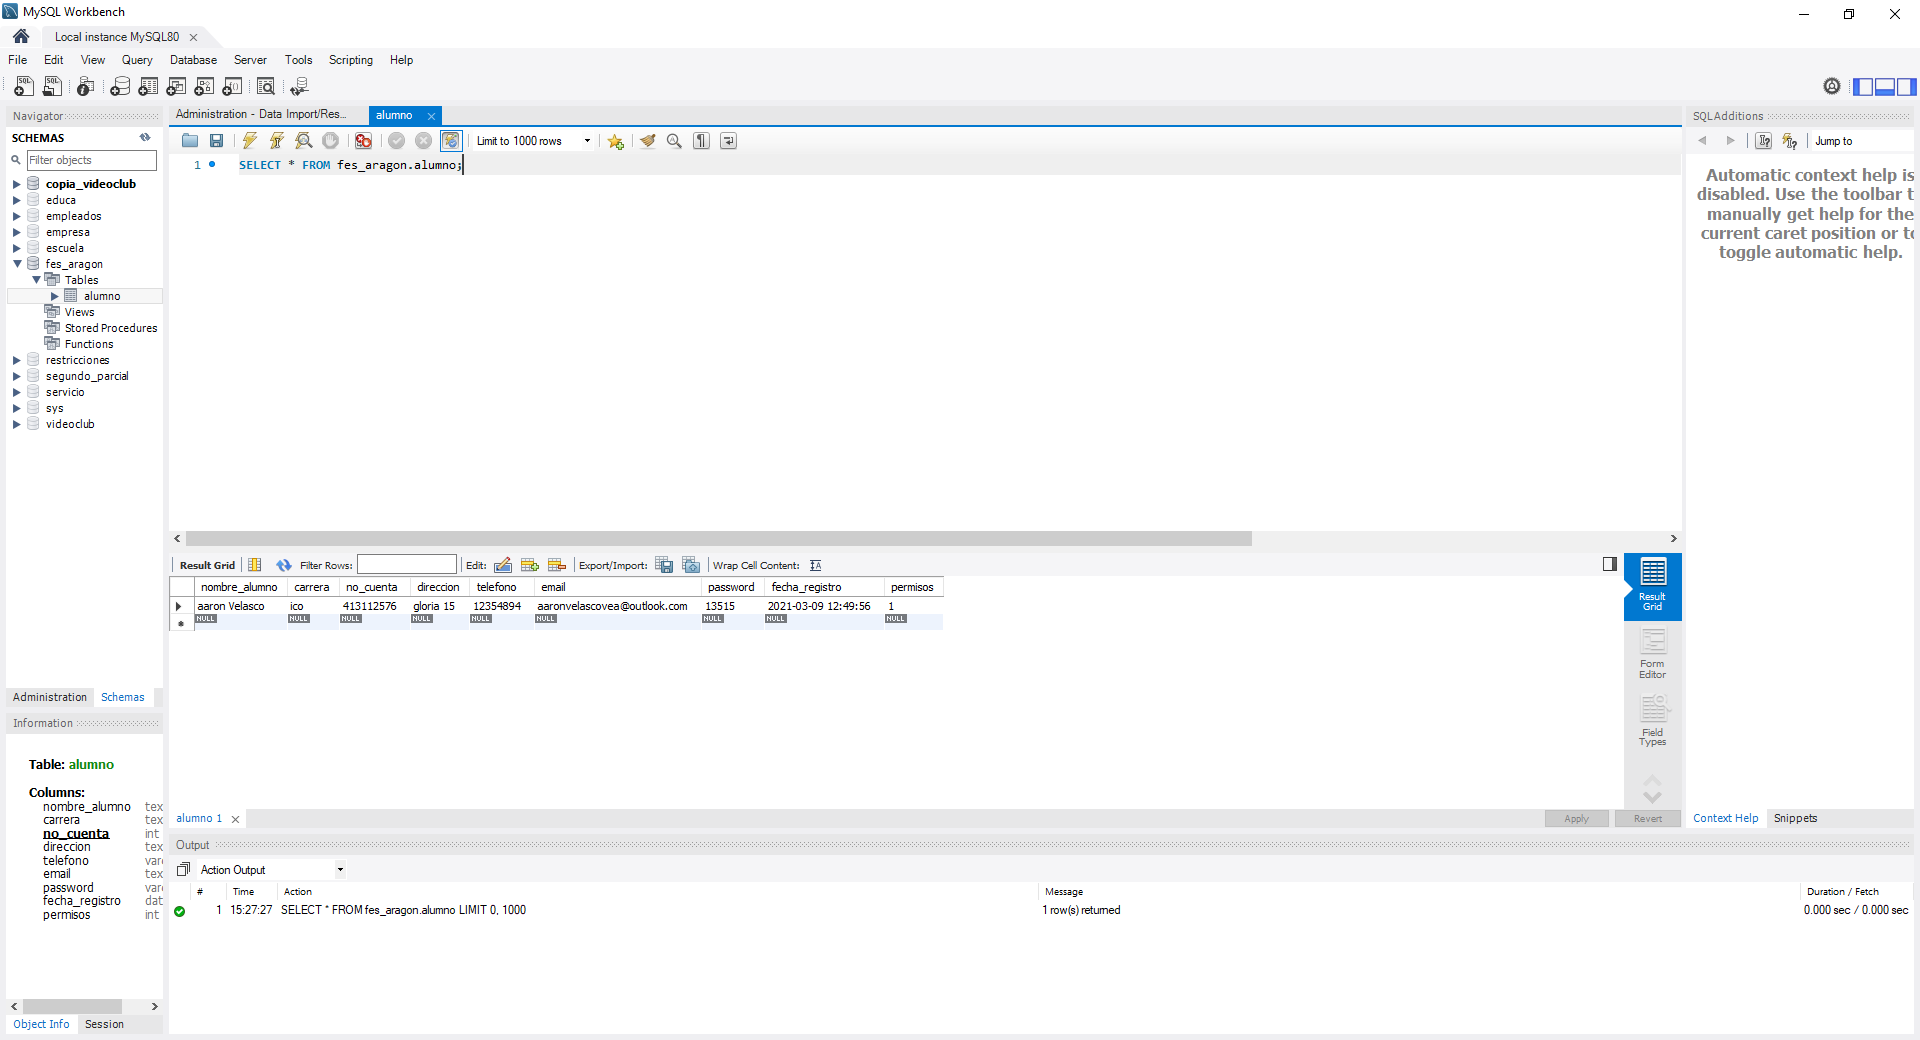 MySQL Workbench
Local instance MySQL80
File Edit View Query Database Server Tools Scripting Help
Navigator
SCHEMAS
Filter objects
copia_videoclub
educa
empleados
empresa
escuela
fes_aragon
Tables
alumno
Views
Stored Procedures
Functions
restricciones
segundo_parcial
servicio
sys
videoclub
Administration Schemas
Information
Table: alumno
Columns:
nombre_alumno tex
carrera tex
no_cuenta int
direccion tex
telefono varc
email tex
password varc
fecha_registro dat
permisos int
Object Info Session
Administration - Data Import/Res... alumno
Limit to 1000 rows
1 SELECT * FROM fes_aragon.alumno;
Result Grid Filter Rows: Edit: Export/Import: Wrap Cell Content:
nombre_alumno carrera no_cuenta direccion telefono email password fecha_registro permisos
aaron Velasco ico 413112576 gloria 15 12354894 aaronvelascovea@outlook.com 13515 2021-03-09 12:49:56 1
NULL NULL NULL NULL NULL NULL NULL NULL NULL
Result Grid
Form Editor
Field Types
alumno 1 Apply Revert
Output
Action Output
# Time Action Message Duration / Fetch
1 15:27:27 SELECT * FROM fes_aragon.alumno LIMIT 0, 1000 1 row(s) returned 0.000 sec / 0.000 sec
SQLAdditions
Jump to
Automatic context help is
disabled. Use the toolbar t
manually get help for the
current caret position or to
toggle automatic help.
Context Help Snippets